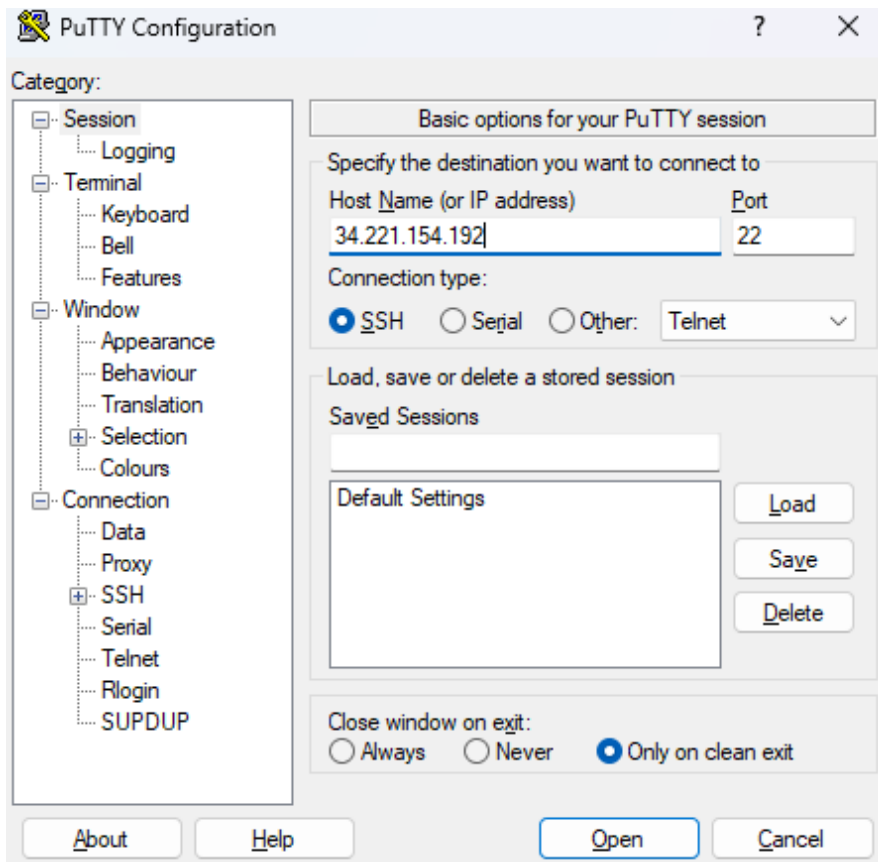 PuTTY Configuration ? ×
Category:
Session
Logging
Terminal
Keyboard
Bell
Features
Window
Appearance
Behaviour
Translation
Selection
Colours
Connection
Data
Proxy
SSH
Serial
Telnet
Rlogin
SUPDUP
Basic options for your PuTTY session
Specify the destination you want to connect to
Host Name (or IP address) Port
34.221.154.192 22
Connection type:
SSH Serial Other: Telnet
Load, save or delete a stored session
Saved Sessions
Default Settings
Load
Save
Delete
Close window on exit:
Always Never Only on clean exit
About Help Open Cancel